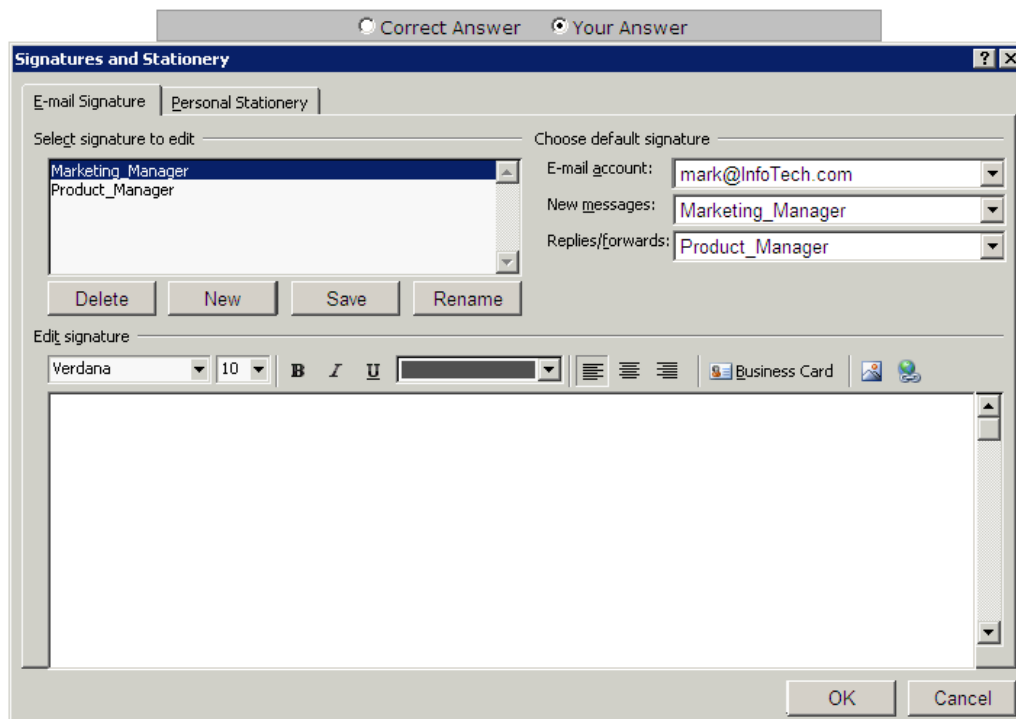 Correct Answer Your Answer
Signatures and Stationery
E-mail Signature Personal Stationery
Select signature to edit
Marketing_Manager
Product_Manager
Delete New Save Rename
Choose default signature
E-mail account: mark@InfoTech.com
New messages: Marketing_Manager
Replies/forwards: Product_Manager
Edit signature
Verdana 10 B I U Business Card
OK Cancel